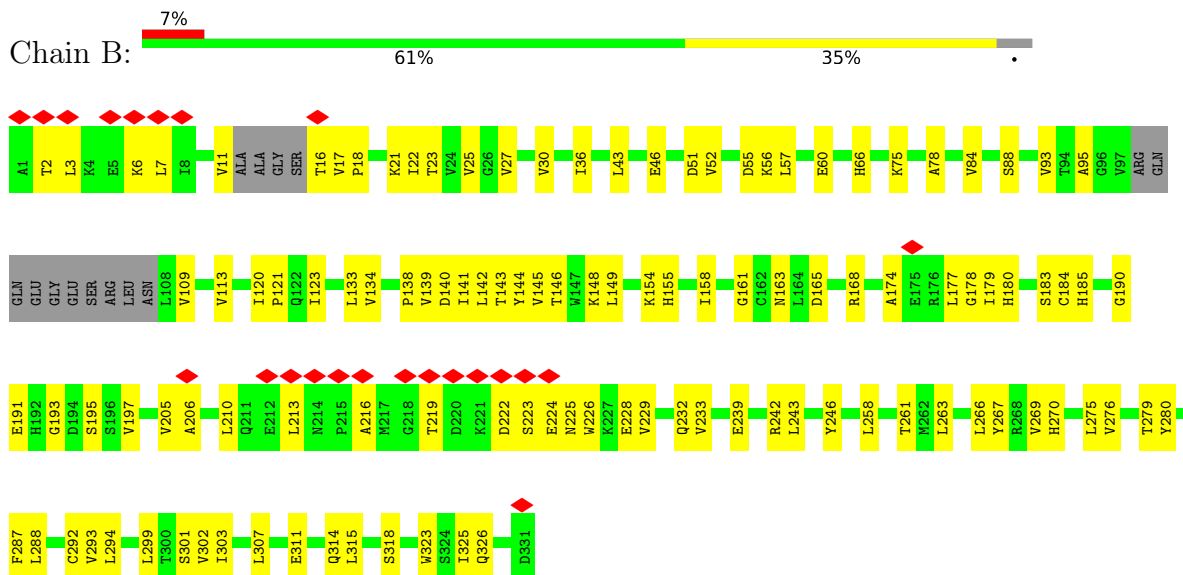 7%
Chain B:
61% 35% •
A1 T2 L3 K4 E5 K6 L7 I8 V11 ALA ALA GLY SER T16 V17 P18 K21 I22 T23 V24 V25 G26 V27 V30 I36 L43 E46 D51 V52 D55 K56 L57 E60 H66 K75 A78 V84 S88 V93 T94 A95 G96 V97 ARG GLN
GLN GLU GLY GLU SER ARG LEU ASN L108 V109 V113 I120 P121 Q122 I123 L133 V134 P138 V139 D140 I141 L142 T143 Y144 V145 T146 W147 K148 L149 K154 H155 I158 G161 C162 N163 L164 D165 R168 A174 E175 R176 L177 G178 I179 H180 S183 C184 H185 G190
E191 H192 G193 D194 S195 S196 V197 V205 A206 L210 Q211 E212 L213 N214 P215 A216 M217 G218 T219 D220 K221 D222 S223 E224 N225 W226 K227 E228 V229 Q232 V233 E239 R242 L243 Y246 L258 T261 M262 L263 L266 Y267 R268 V269 H270 L275 V276 T279 Y280
F287 L288 C292 V293 L294 L299 T300 S301 V302 I303 L307 E311 Q314 L315 S318 W323 S324 I325 Q326 D331